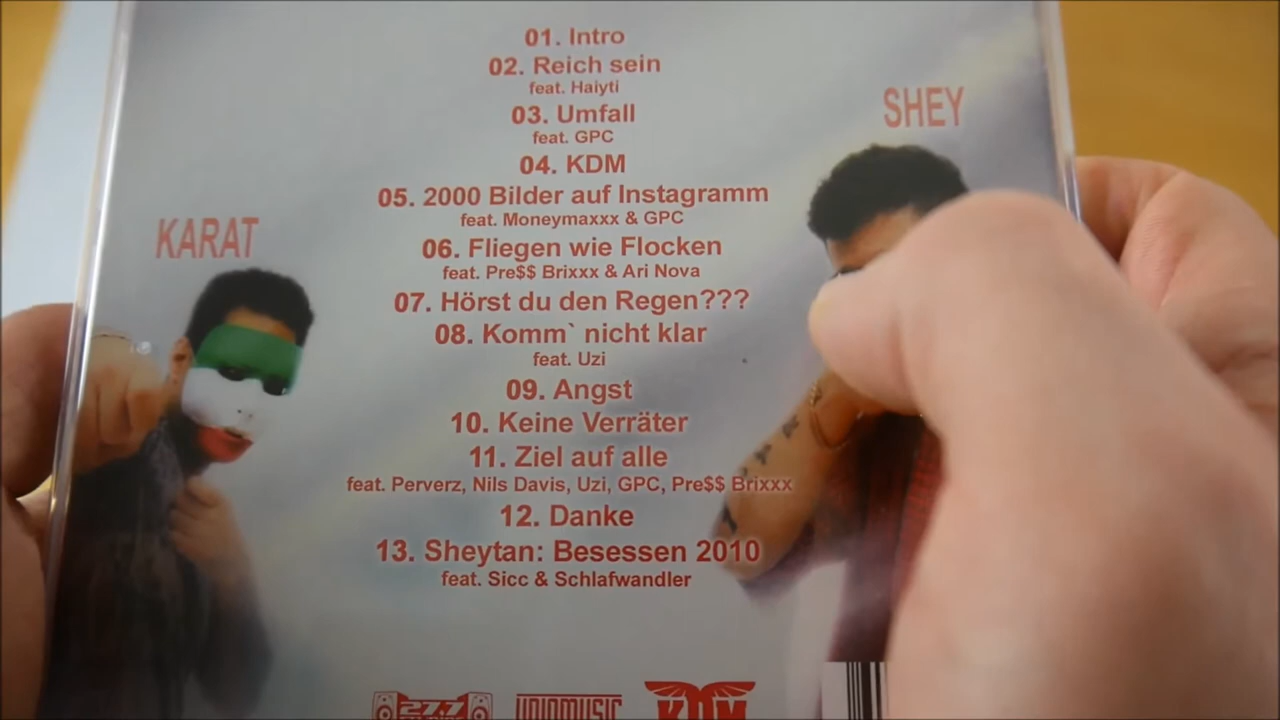 01. Intro
02. Reich sein
feat. Haiyti
03. Umfall
feat. GPC
04. KDM
05. 2000 Bilder auf Instagramm
feat. Moneymaxxx & GPC
06. Fliegen wie Flocken
feat. Pre$$ Brixxx & Ari Nova
07. Hörst du den Regen???
08. Komm` nicht klar
feat. Uzi
09. Angst
10. Keine Verräter
11. Ziel auf alle
feat. Perverz, Nils Davis, Uzi, GPC, Pre$$ Brixxx
12. Danke
13. Sheytan: Besessen 2010
feat. Sicc & Schlafwandler
KARAT
SHEY
27.7
KDM